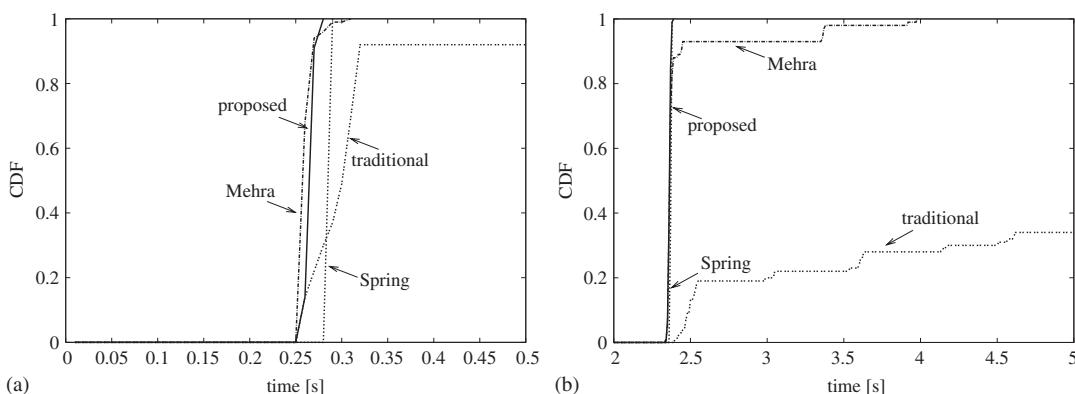 1
0.8
0.6
0.4
0.2
0
CDF
proposed
traditional
Mehra
Spring
0 0.05 0.1 0.15 0.2 0.25 0.3 0.35 0.4 0.45 0.5
time [s]
(a)
1
0.8
0.6
0.4
0.2
0
CDF
Mehra
proposed
traditional
Spring
2 2.5 3 3.5 4 4.5 5
time [s]
(b)